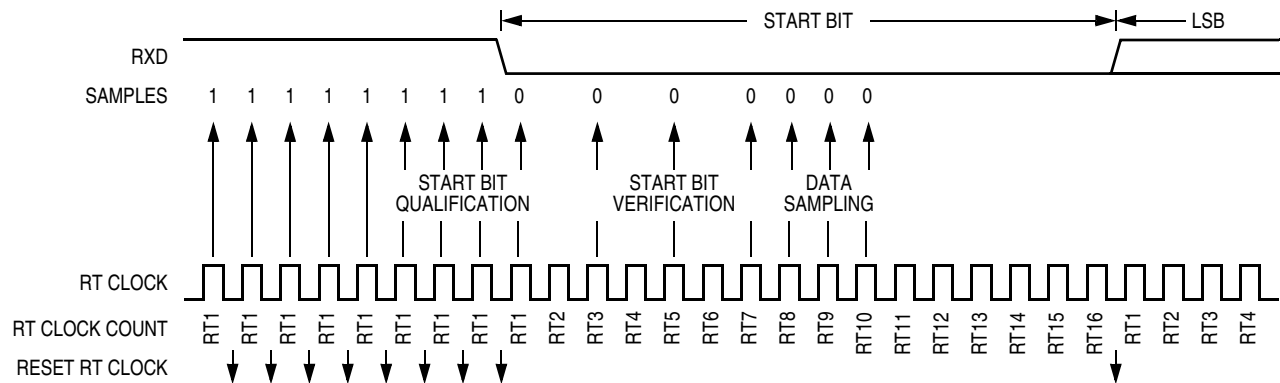 START BIT LSB
RXD
SAMPLES 1 1 1 1 1 1 1 1 0 0 0 0 0 0 0
START BIT QUALIFICATION
START BIT VERIFICATION
DATA SAMPLING
RT CLOCK
RT CLOCK COUNT RT1 RT1 RT1 RT1 RT1 RT1 RT1 RT1 RT1 RT2 RT3 RT4 RT5 RT6 RT7 RT8 RT9 RT10 RT11 RT12 RT13 RT14 RT15 RT16 RT1 RT2 RT3 RT4
RESET RT CLOCK